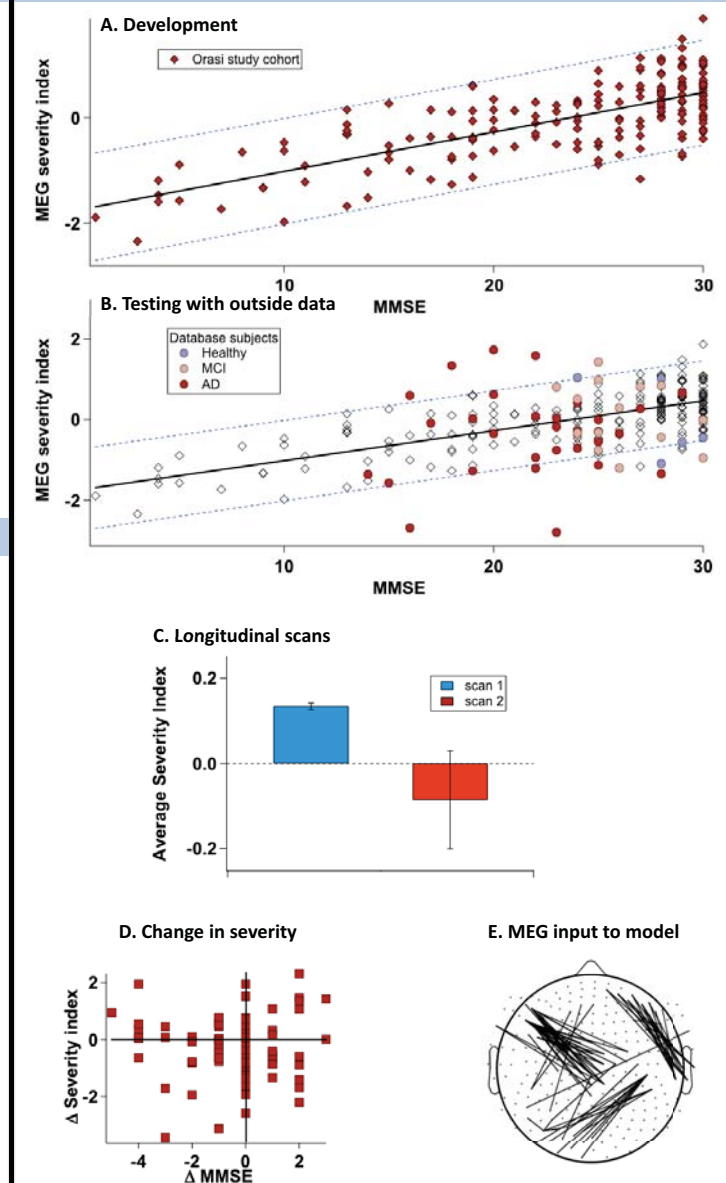 A. Development
Orasi study cohort
MEG severity index
0
-2
10
20
30
MMSE
B. Testing with outside data
Database subjects
Healthy
MCI
AD
MEG severity index
2
0
-2
10
20
30
MMSE
C. Longitudinal scans
scan 1
scan 2
Average Severity Index
0.2
0.0
-0.2
D. Change in severity
Δ Severity index
2
0
-2
-4
-2
0
2
Δ MMSE
E. MEG input to model